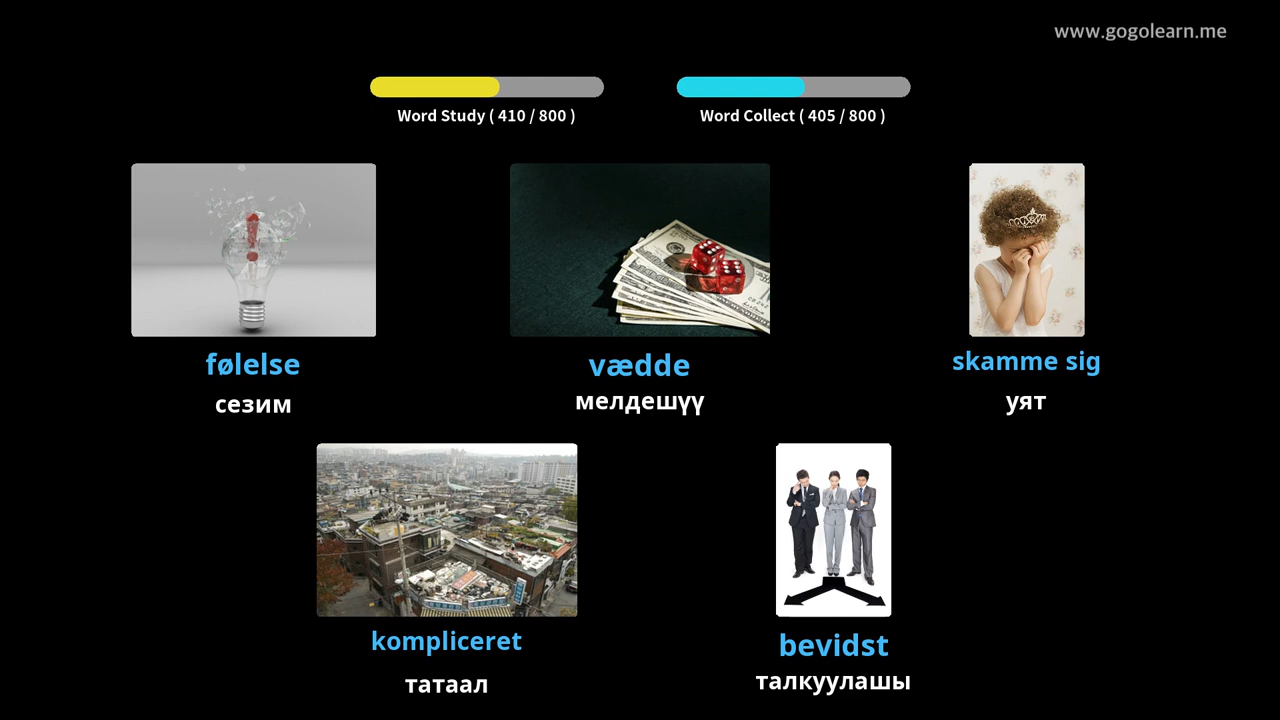 www.gogolearn.me
Word Study ( 410 / 800 )
Word Collect ( 405 / 800 )
følelse
сезим
vædde
мелдешүү
skamme sig
уят
kompliceret
татаал
bevidst
талкуулашы